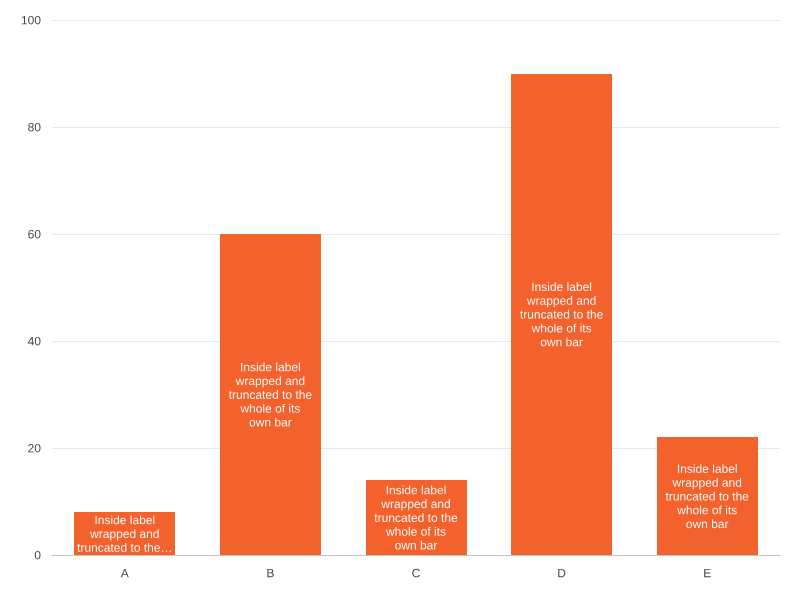 100
80
60
40
20
0
Inside label
wrapped and
truncated to the…
Inside label
wrapped and
truncated to the
whole of its
own bar
Inside label
wrapped and
truncated to the
whole of its
own bar
Inside label
wrapped and
truncated to the
whole of its
own bar
Inside label
wrapped and
truncated to the
whole of its
own bar
A B C D E